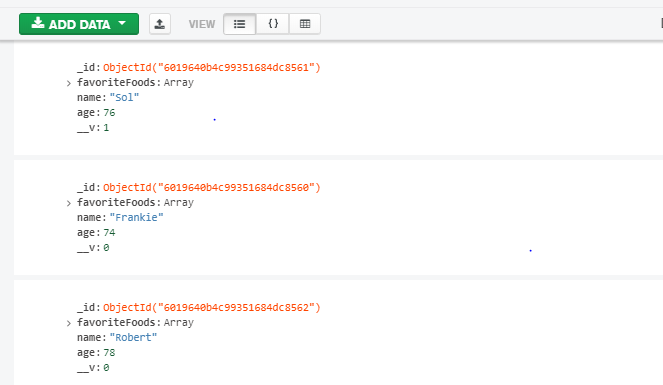 ADD DATA VIEW { }
_id: ObjectId("6019640b4c99351684dc8561")
> favoriteFoods: Array
name: "Sol"
age: 76
__v: 1
_id: ObjectId("6019640b4c99351684dc8560")
> favoriteFoods: Array
name: "Frankie"
age: 74
__v: 0
_id: ObjectId("6019640b4c99351684dc8562")
> favoriteFoods: Array
name: "Robert"
age: 78
__v: 0